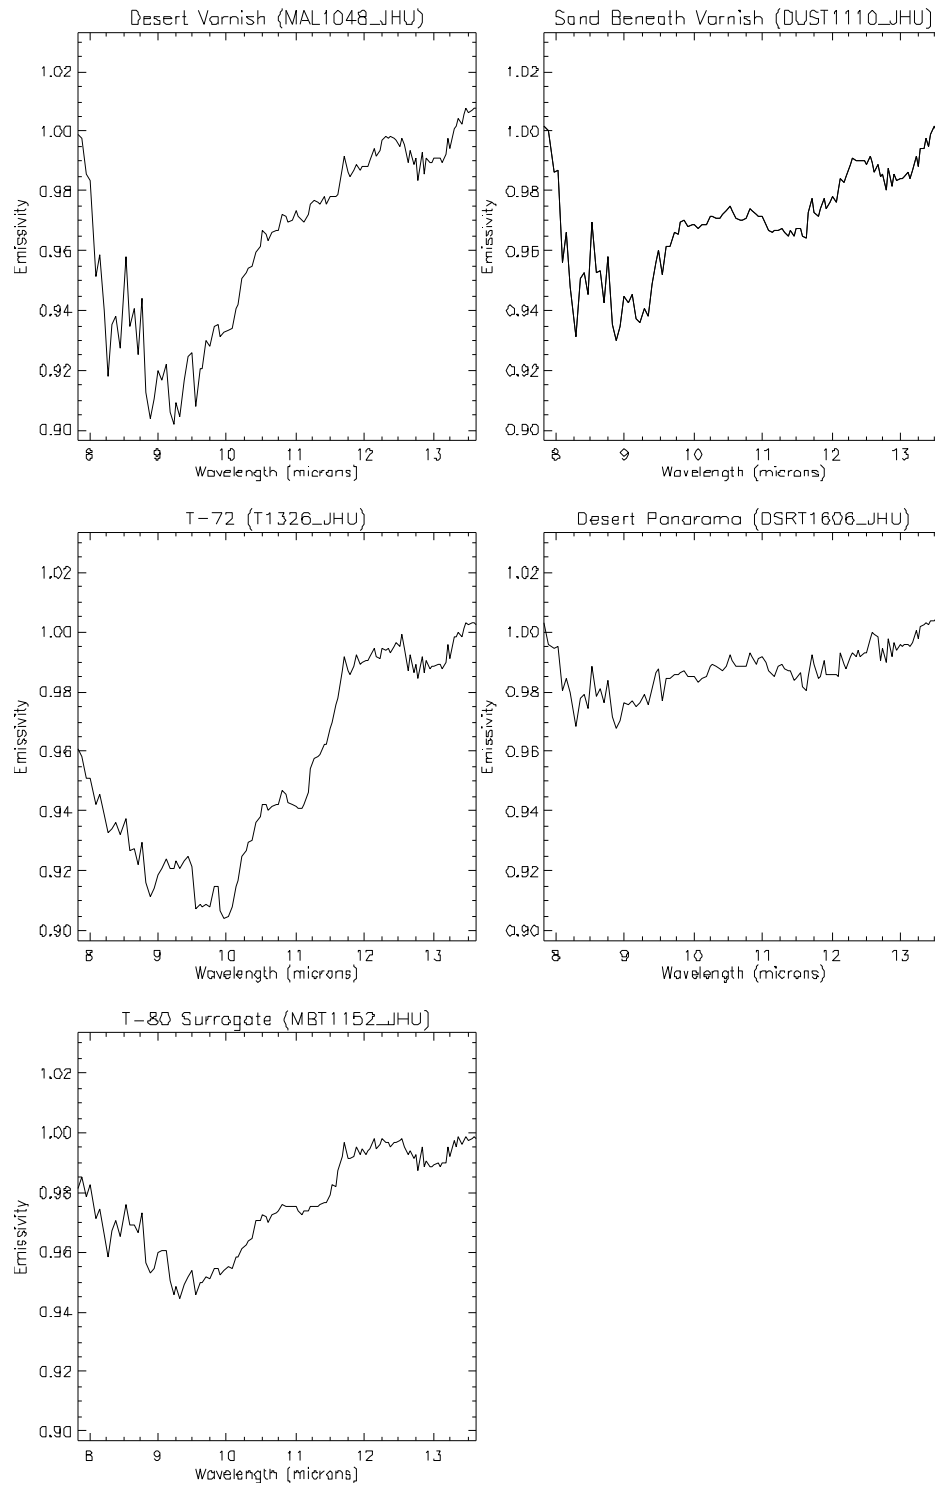 Desert Varnish (MAL1048_JHU)
1.02
1.00
0.98
0.96
0.94
0.92
0.90
Emissivity
8 9 10 11 12 13
Wavelength (microns)
Sand Beneath Varnish (DUST1110_JHU)
1.02
1.00
0.98
0.96
0.94
0.92
0.90
Emissivity
8 9 10 11 12 13
Wavelength (microns)
T-72 (T1326_JHU)
1.02
1.00
0.98
0.96
0.94
0.92
0.90
Emissivity
8 9 10 11 12 13
Wavelength (microns)
Desert Panarama (DSRT1606_JHU)
1.02
1.00
0.98
0.96
0.94
0.92
0.90
Emissivity
8 9 10 11 12 13
Wavelength (microns)
T-80 Surrogate (MBT1152_JHU)
1.02
1.00
0.98
0.96
0.94
0.92
0.90
Emissivity
8 9 10 11 12 13
Wavelength (microns)